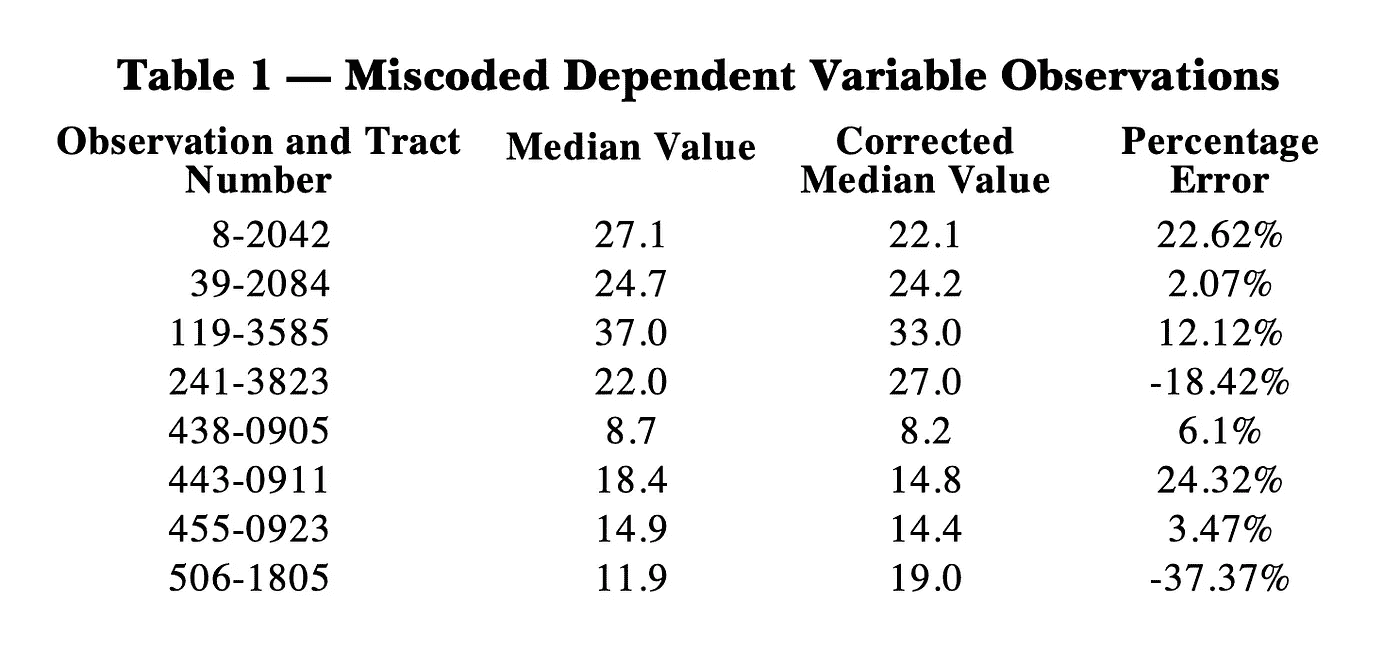 Table 1 — Miscoded Dependent Variable Observations
Observation and Tract Number Median Value Corrected Median Value Percentage Error
8-2042 27.1 22.1 22.62%
39-2084 24.7 24.2 2.07%
119-3585 37.0 33.0 12.12%
241-3823 22.0 27.0 -18.42%
438-0905 8.7 8.2 6.1%
443-0911 18.4 14.8 24.32%
455-0923 14.9 14.4 3.47%
506-1805 11.9 19.0 -37.37%